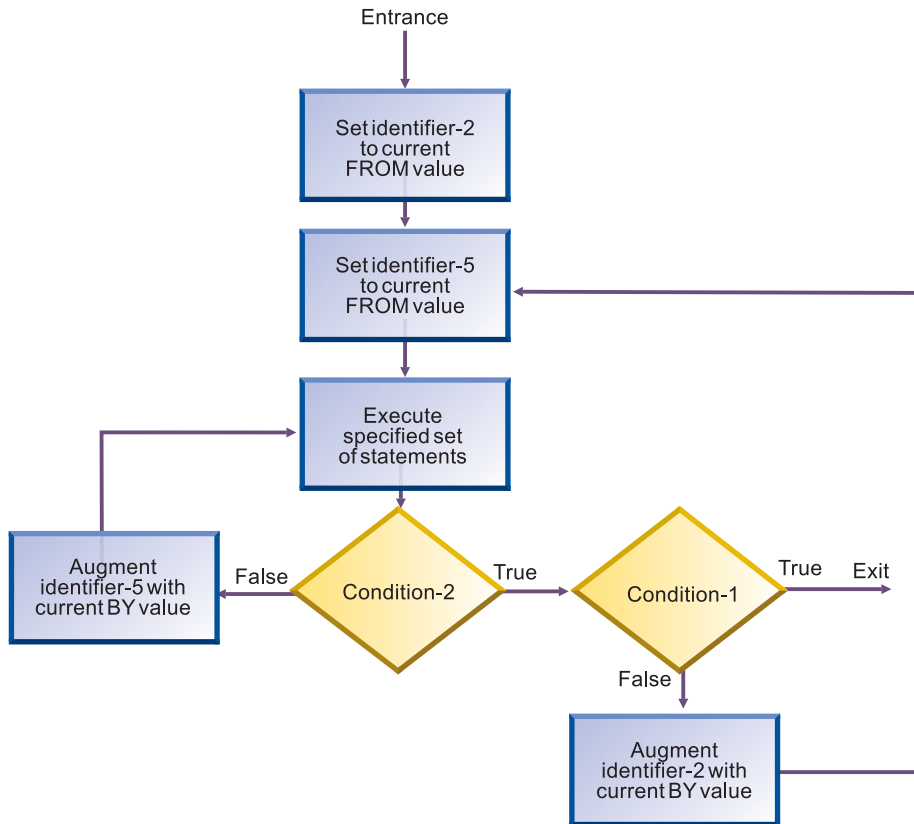 Entrance
Set identifier-2
to current
FROM value
Set identifier-5
to current
FROM value
Execute
specified set
of statements
Augment
identifier-5 with
current BY value
False
Condition-2
True
Condition-1
True
Exit
False
Augment
identifier-2 with
current BY value